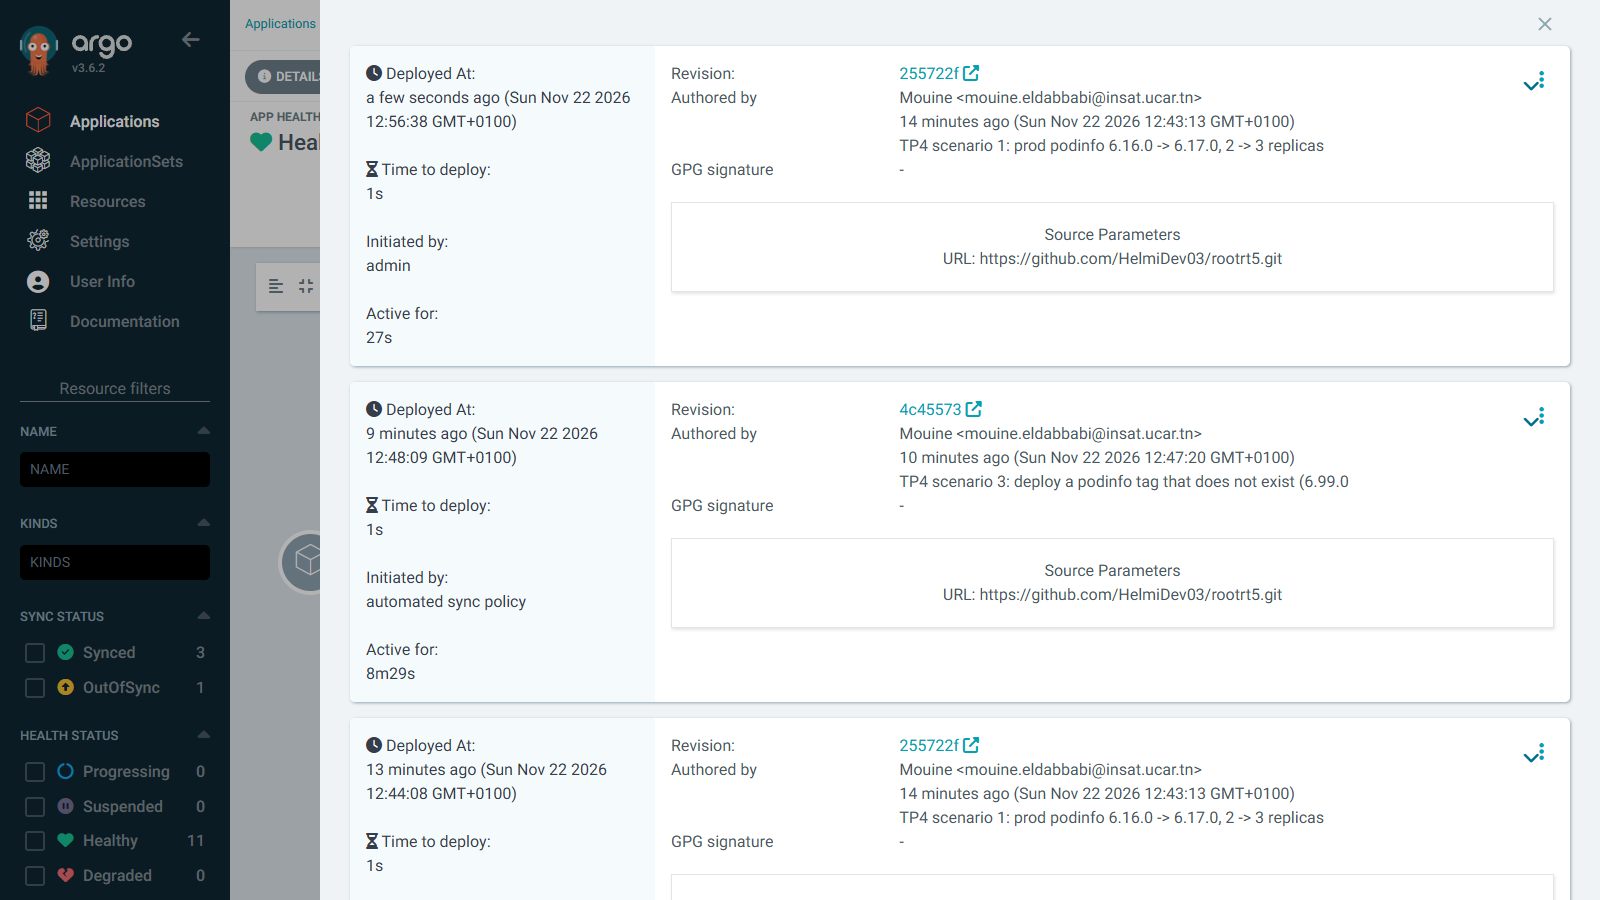 argo
v3.6.2
Applications
ApplicationSets
Resources
Settings
User Info
Documentation
Resource filters
NAME
NAME
KINDS
KINDS
SYNC STATUS
Synced 3
OutOfSync 1
HEALTH STATUS
Progressing 0
Suspended 0
Healthy 11
Degraded 0
Applications
DETAILS
APP HEALTH
Heal
Deployed At:
a few seconds ago (Sun Nov 22 2026
12:56:38 GMT+0100)
Time to deploy:
1s
Initiated by:
admin
Active for:
27s
Revision: 255722f
Authored by Mouine <mouine.eldabbabi@insat.ucar.tn>
14 minutes ago (Sun Nov 22 2026 12:43:13 GMT+0100)
TP4 scenario 1: prod podinfo 6.16.0 -> 6.17.0, 2 -> 3 replicas
GPG signature -
Source Parameters
URL: https://github.com/HelmiDev03/rootrt5.git
Deployed At:
9 minutes ago (Sun Nov 22 2026
12:48:09 GMT+0100)
Time to deploy:
1s
Initiated by:
automated sync policy
Active for:
8m29s
Revision: 4c45573
Authored by Mouine <mouine.eldabbabi@insat.ucar.tn>
10 minutes ago (Sun Nov 22 2026 12:47:20 GMT+0100)
TP4 scenario 3: deploy a podinfo tag that does not exist (6.99.0
GPG signature -
Source Parameters
URL: https://github.com/HelmiDev03/rootrt5.git
Deployed At:
13 minutes ago (Sun Nov 22 2026
12:44:08 GMT+0100)
Time to deploy:
1s
Revision: 255722f
Authored by Mouine <mouine.eldabbabi@insat.ucar.tn>
14 minutes ago (Sun Nov 22 2026 12:43:13 GMT+0100)
TP4 scenario 1: prod podinfo 6.16.0 -> 6.17.0, 2 -> 3 replicas
GPG signature -